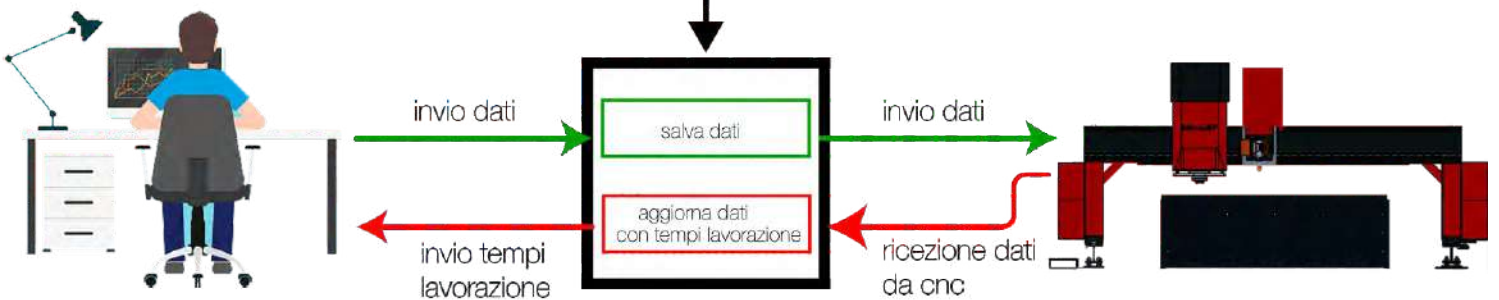 invio dati
salva dati
invio dati
aggiorna dati
con tempi lavorazione
invio tempi
lavorazione
ricezione dati
da cnc